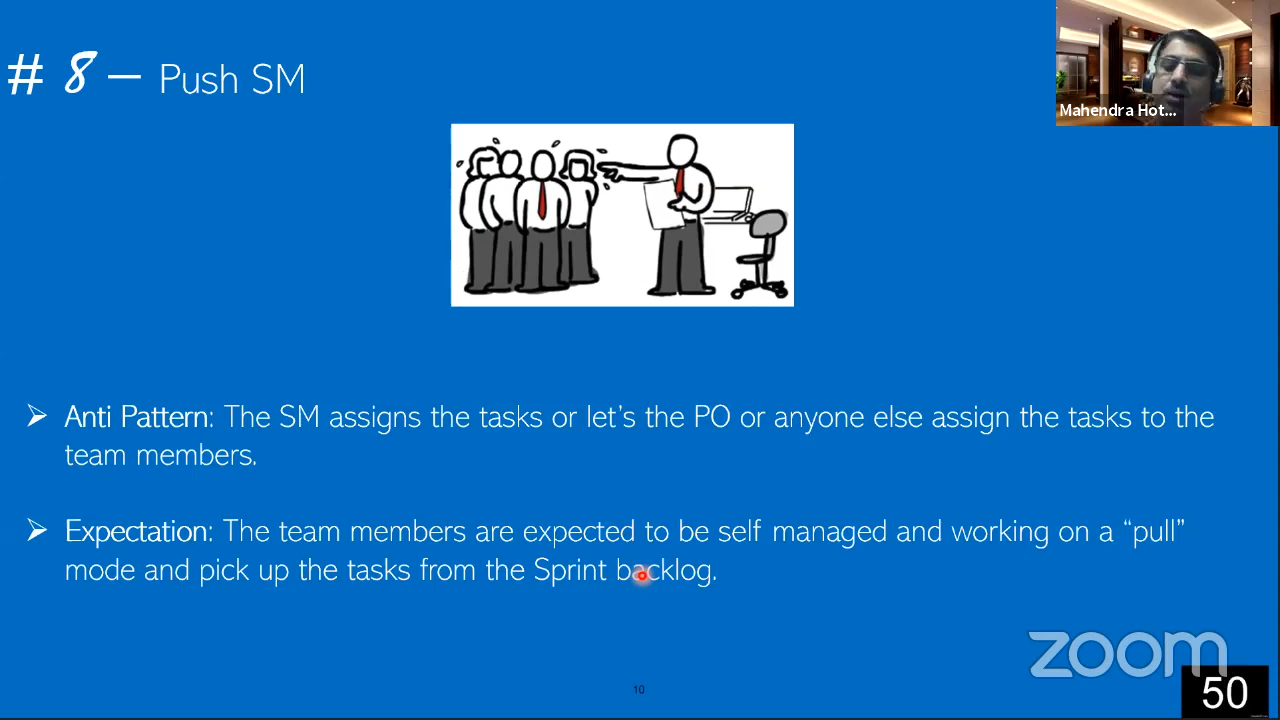 # 8 – Push SM
Mahendra Hot...
➢ Anti Pattern: The SM assigns the tasks or let's the PO or anyone else assign the tasks to the
team members.
➢ Expectation: The team members are expected to be self managed and working on a “pull”
mode and pick up the tasks from the Sprint backlog.
zoom
10
50